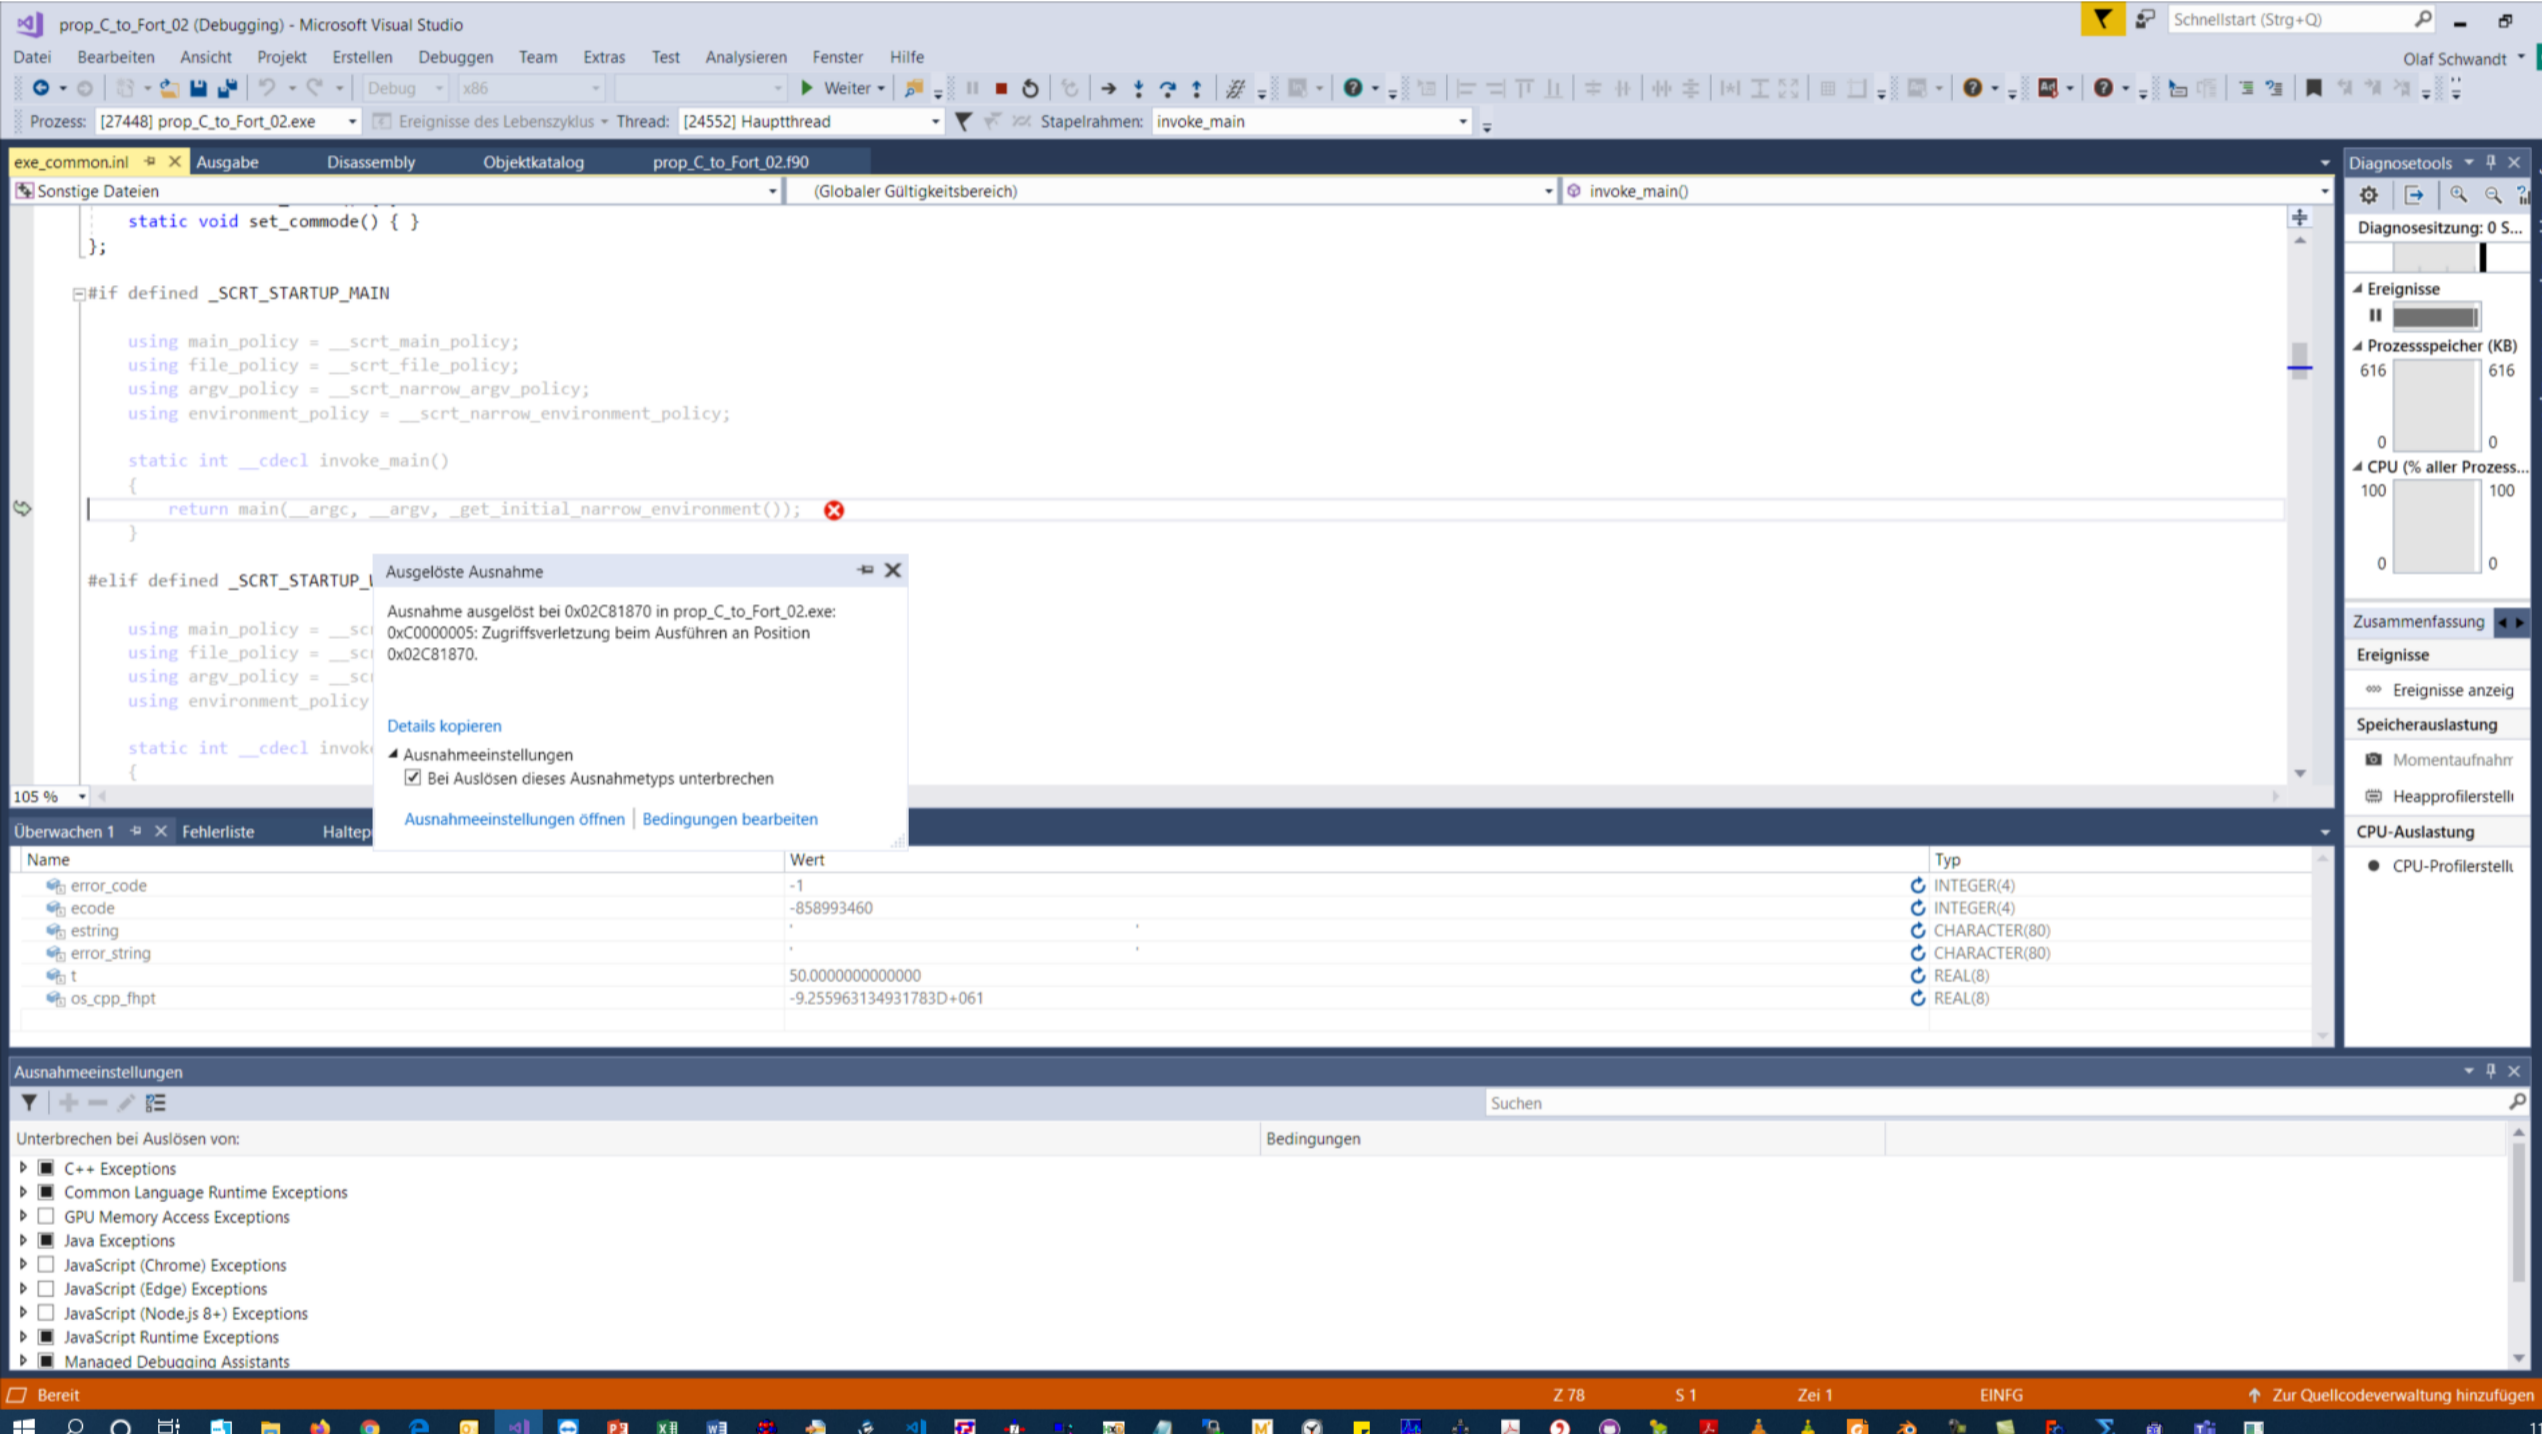 prop_C_to_Fort_02 (Debugging) - Microsoft Visual Studio
Schnellstart (Strg+Q)
Datei Bearbeiten Ansicht Projekt Erstellen Debuggen Team Extras Test Analysieren Fenster Hilfe
Olaf Schwandt
Debug x86 Weiter
Prozess: [27448] prop_C_to_Fort_02.exe Ereignisse des Lebenszyklus Thread: [24552] Hauptthread Stapelrahmen: invoke_main
exe_common.inl Ausgabe Disassembly Objektkatalog prop_C_to_Fort_02.f90
Sonstige Dateien (Globaler Gültigkeitsbereich) invoke_main()
static void set_commode() { }
};
#if defined _SCRT_STARTUP_MAIN
using main_policy = __scrt_main_policy;
using file_policy = __scrt_file_policy;
using argv_policy = __scrt_narrow_argv_policy;
using environment_policy = __scrt_narrow_environment_policy;
static int __cdecl invoke_main()
{
return main(__argc, __argv, _get_initial_narrow_environment());
}
#elif defined _SCRT_STARTUP_
using main_policy = __sc
using file_policy = __sc
using argv_policy = __sc
using environment_policy
static int __cdecl invok
{
105 %
Ausgelöste Ausnahme
Ausnahme ausgelöst bei 0x02C81870 in prop_C_to_Fort_02.exe:
0xC0000005: Zugriffsverletzung beim Ausführen an Position
0x02C81870.
Details kopieren
Ausnahmeeinstellungen
Bei Auslösen dieses Ausnahmetyps unterbrechen
Ausnahmeeinstellungen öffnen Bedingungen bearbeiten
Überwachen 1 Fehlerliste Haltep
Name Wert Typ
error_code -1 INTEGER(4)
ecode -858993460 INTEGER(4)
estring ' ' CHARACTER(80)
error_string ' ' CHARACTER(80)
t 50.0000000000000 REAL(8)
os_cpp_fhpt -9.255963134931783D+061 REAL(8)
Diagnosetools
Diagnosesitzung: 0 S...
Ereignisse
Prozessspeicher (KB)
616 616
0 0
CPU (% aller Prozess...
100 100
0 0
Zusammenfassung
Ereignisse
Ereignisse anzeig
Speicherauslastung
Momentaufnahm
Heapprofilerstell
CPU-Auslastung
CPU-Profilerstell
Ausnahmeeinstellungen
Suchen
Unterbrechen bei Auslösen von: Bedingungen
C++ Exceptions
Common Language Runtime Exceptions
GPU Memory Access Exceptions
Java Exceptions
JavaScript (Chrome) Exceptions
JavaScript (Edge) Exceptions
JavaScript (Node.js 8+) Exceptions
JavaScript Runtime Exceptions
Managed Debugging Assistants
Bereit Z 78 S 1 Zei 1 EINFG Zur Quellcodeverwaltung hinzufügen